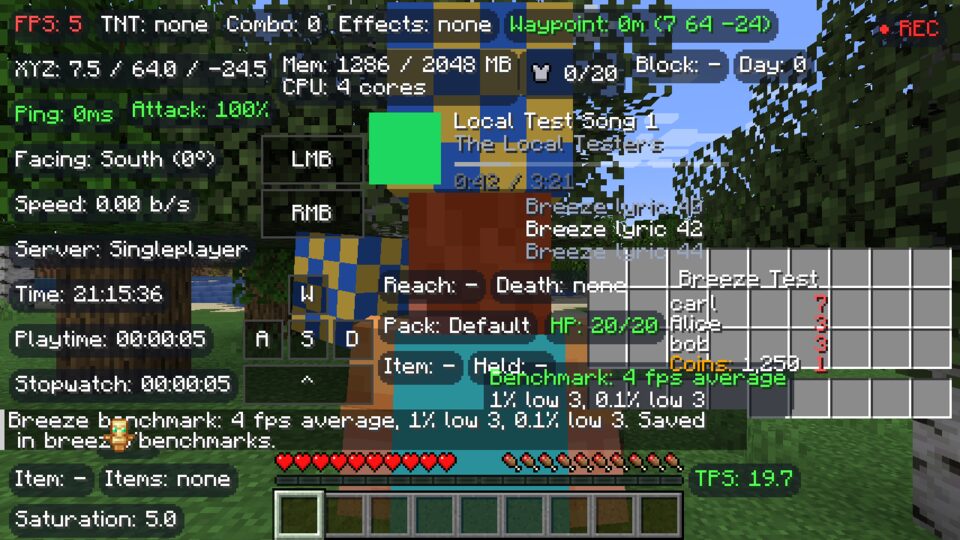 FPS: 5 TNT: none Combo: 0 Effects: none Waypoint: 0m (7 64 -24) REC
XYZ: 7.5 / 64.0 / -24.5 Mem: 1286 / 2048 MB 0/20 Block: - Day: 0
CPU: 4 cores
Ping: 0ms Attack: 100%
Local Test Song 1
The Local Testers
0:42 / 3:21
Facing: South (0°) LMB
Speed: 0.00 b/s RMB
Breeze lyric
Breeze lyric 42
Breeze lyric 44
Server: Singleplayer
Time: 21:15:36 W Reach: - Death: none
Breeze Test
carl 7
Alice 3
bob 3
Coins: 1,250 1
Playtime: 00:00:05 A S D Pack: Default HP: 20/20
Stopwatch: 00:00:05 ^ Item: - Held: -
Benchmark: 4 fps average
1% low 3, 0.1% low 3
Breeze benchmark: 4 fps average, 1% low 3, 0.1% low 3. Saved
in breeze benchmarks.
Item: - Items: none TPS: 19.7
Saturation: 5.0